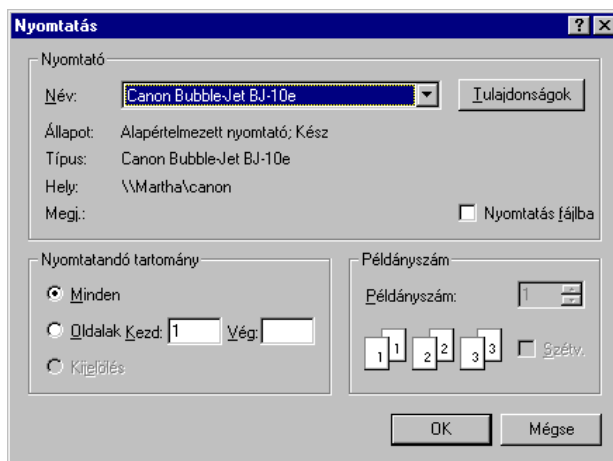 Nyomtatás
Nyomtató
Név: Canon Bubble-Jet BJ-10e Tulajdonságok
Állapot: Alapértelmezett nyomtató; Kész
Típus: Canon Bubble-Jet BJ-10e
Hely: \\Martha\canon
Megj.: Nyomtatás fájlba
Nyomtatandó tartomány Példányszám
Minden Példányszám: 1
Oldalak Kezd: 1 Vég:
Kijelölés 1 1 2 2 3 3 Szétv.
OK Mégse